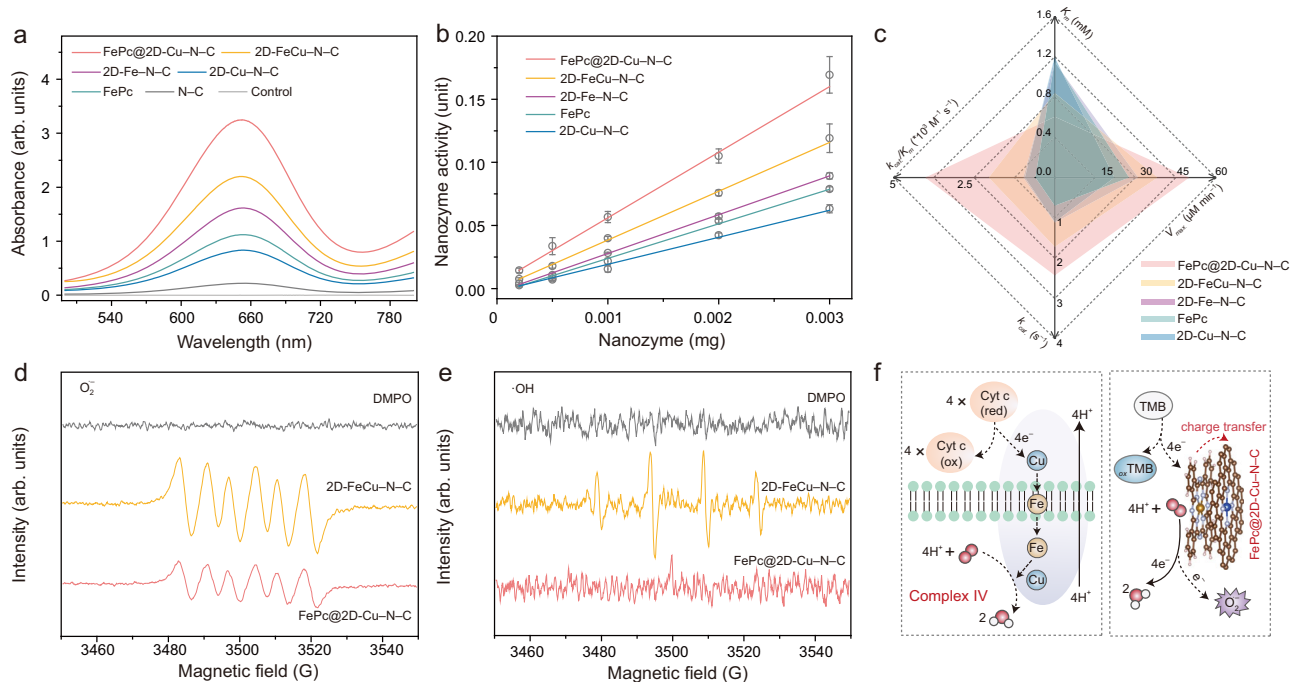 a
FePc@2D-Cu–N–C
2D-FeCu–N–C
2D-Fe–N–C
2D-Cu–N–C
FePc
N–C
Control
Absorbance (arb. units)
4
3
2
1
0
540
600
660
720
780
Wavelength (nm)
b
FePc@2D-Cu–N–C
2D-FeCu–N–C
2D-Fe–N–C
FePc
2D-Cu–N–C
Nanozyme activity (unit)
0.20
0.15
0.10
0.05
0.00
0.001
0.002
0.003
Nanozyme (mg)
c
Km (mM)
1.6
1.2
0.8
0.4
0.0
kcat/Km (*10³ M⁻¹ s⁻¹)
5
2.5
15
30
45
60
Vmax (μM min⁻¹)
1
2
3
4
kcat (s⁻¹)
FePc@2D-Cu–N–C
2D-FeCu–N–C
2D-Fe–N–C
FePc
2D-Cu–N–C
d
O₂⁻
DMPO
2D-FeCu–N–C
FePc@2D-Cu–N–C
Intensity (arb. units)
3460
3480
3500
3520
3540
Magnetic field (G)
e
·OH
DMPO
2D-FeCu–N–C
FePc@2D-Cu–N–C
Intensity (arb. units)
3460
3480
3500
3520
3540
Magnetic field (G)
f
4 ×
Cyt c
(red)
4H⁺
4e⁻
4 ×
Cyt c
(ox)
Cu
Fe
Fe
4H⁺ +
Cu
Complex IV
4H⁺
2
TMB
charge transfer
4e⁻
oxTMB
4H⁺ +
FePc@2D-Cu–N–C
4e⁻
e⁻
2
O₂⁻